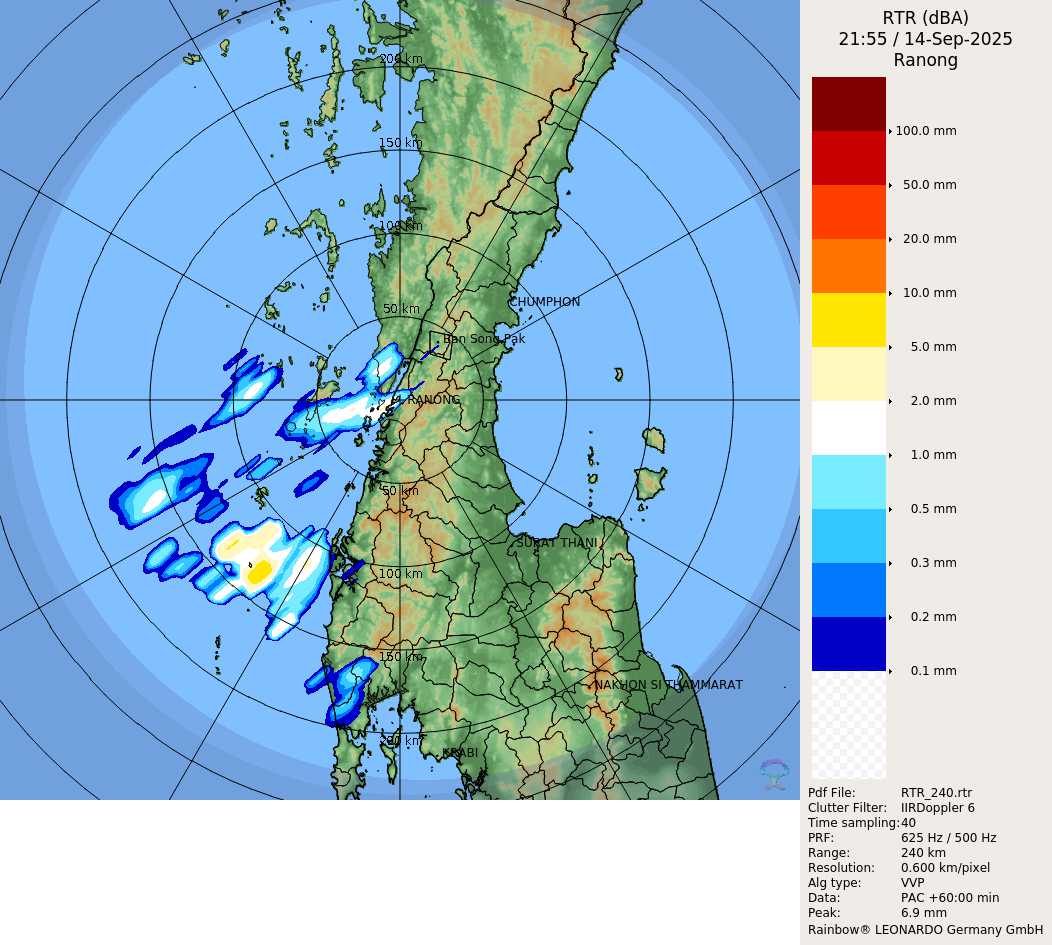 RTR (dBA)
21:55 / 14-Sep-2025
Ranong
100.0 mm
50.0 mm
20.0 mm
10.0 mm
5.0 mm
2.0 mm
1.0 mm
0.5 mm
0.3 mm
0.2 mm
0.1 mm
200 km
150 km
100 km
CHUMPHON
50 km
Ban Song Pak
RANONG
50 km
SURAT THANI
100 km
150 km
NAKHON SI THAMMARAT
200 km
KRABI
Pdf File: RTR_240.rtr
Clutter Filter: IIRDoppler 6
Time sampling: 40
PRF: 625 Hz / 500 Hz
Range: 240 km
Resolution: 0.600 km/pixel
Alg type: VVP
Data: PAC +60:00 min
Peak: 6.9 mm
Rainbow® LEONARDO Germany GmbH